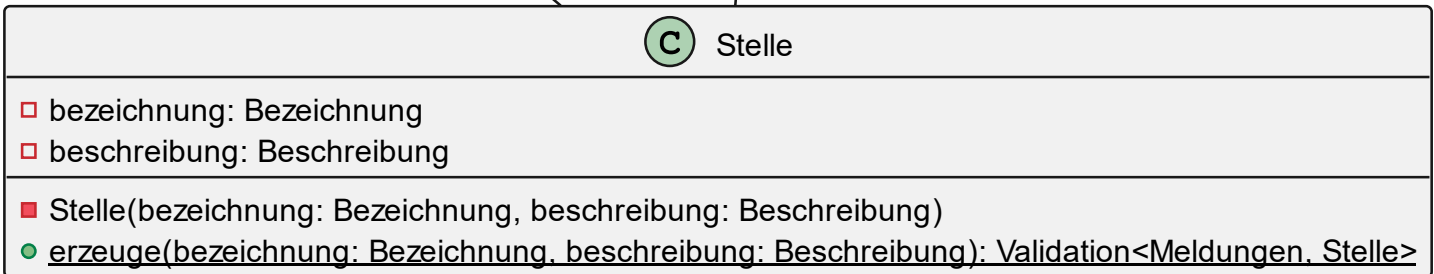 C Stelle
bezeichnung: Bezeichnung
beschreibung: Beschreibung
Stelle(bezeichnung: Bezeichnung, beschreibung: Beschreibung)
erzeuge(bezeichnung: Bezeichnung, beschreibung: Beschreibung): Validation<Meldungen, Stelle>